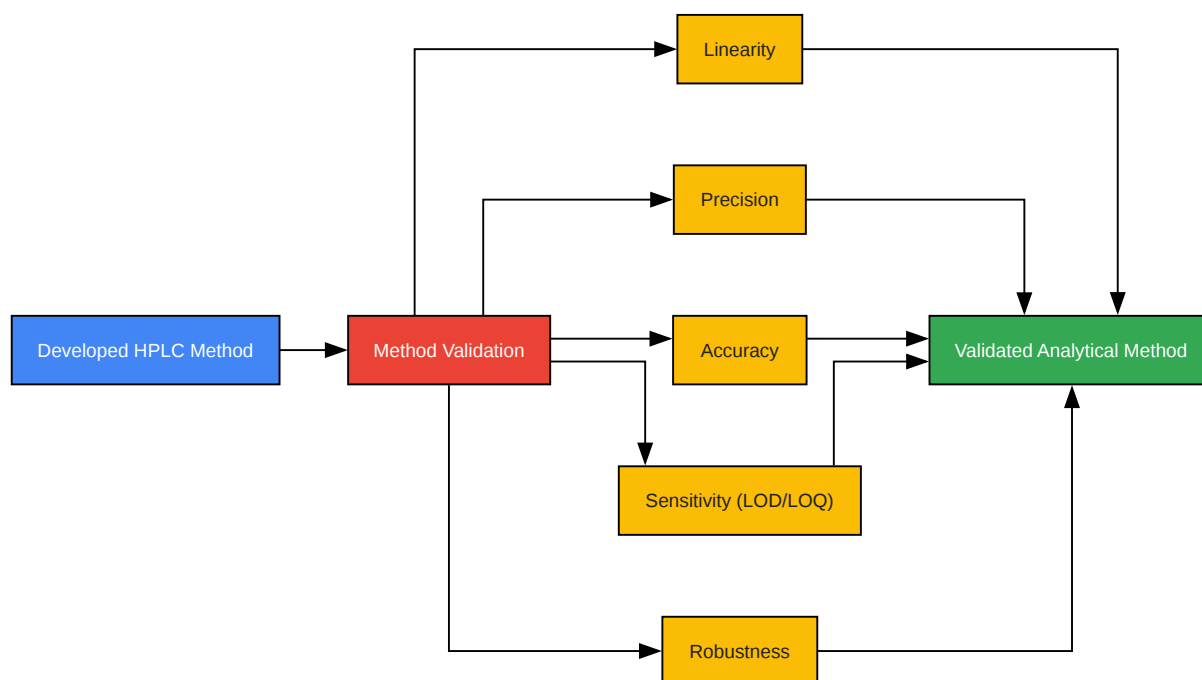 Linearity
Precision
Developed HPLC Method
Method Validation
Accuracy
Validated Analytical Method
Sensitivity (LOD/LOQ)
Robustness